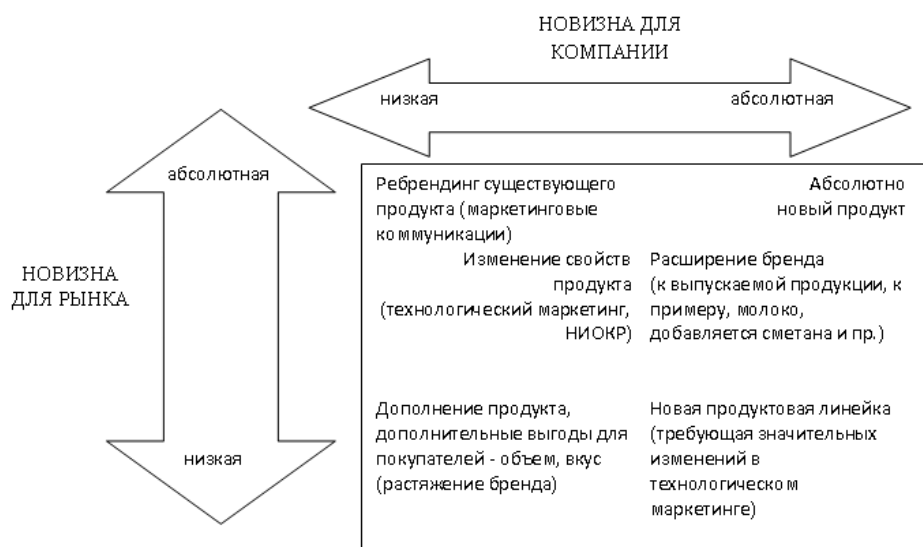 НОВИЗНА ДЛЯ
КОМПАНИИ
низкая
абсолютная
абсолютная
НОВИЗНА
ДЛЯ РЫНКА
низкая
Ребрендинг существующего
продукта (маркетинговые
коммуникации)
Абсолютно
новый продукт
Изменение свойств
продукта
(технологический маркетинг,
НИОКР)
Расширение бренда
(к выпускаемой продукции, к
примеру, молоко,
добавляется сметана и пр.)
Дополнение продукта,
дополнительные выгоды для
покупателей - объем, вкус
(растяжение бренда)
Новая продуктовая линейка
(требующая значительных
изменений в
технологическом
маркетинге)